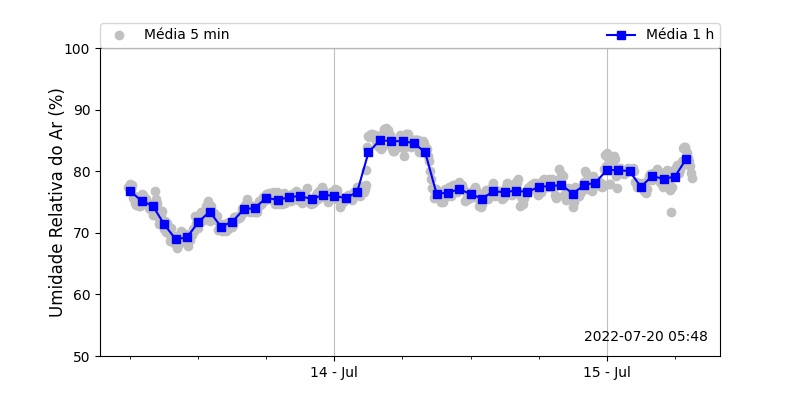 Média 5 min
Média 1 h
Umidade Relativa do Ar (%)
100
90
80
70
60
50
2022-07-20 05:48
14 - Jul
15 - Jul